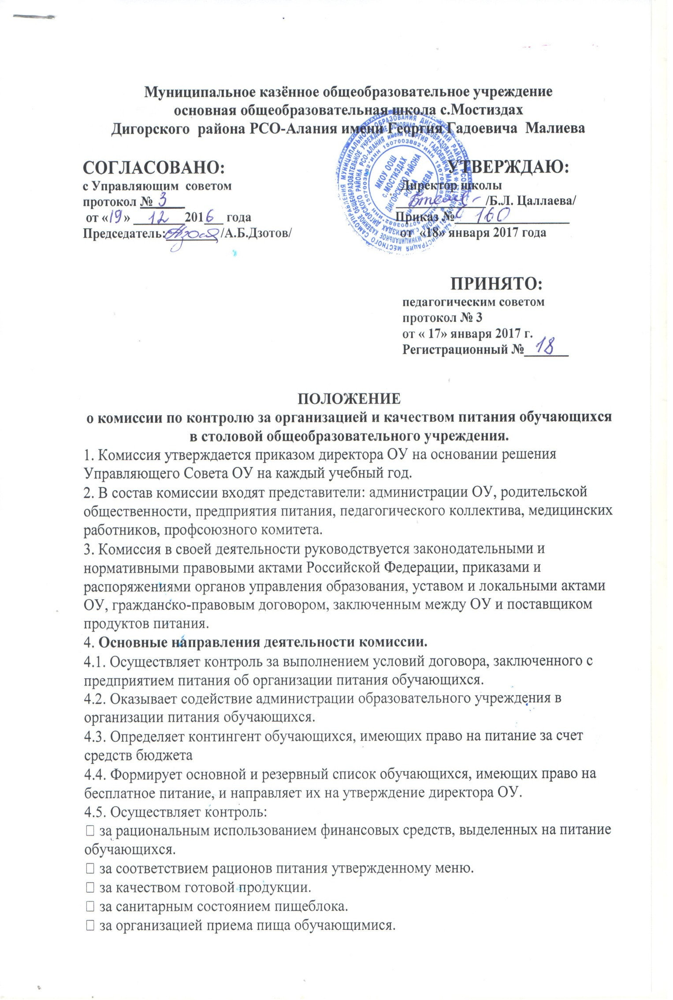 Муниципальное казённое общеобразовательное учреждение
основная общеобразовательная школа с.Мостиздах
Дигорского района РСО-Алания имени Георгия Гадоевича Малиева
СОГЛАСОВАНО:
с Управляющим советом
протокол № 3
от «19» 12 2016 года
Председатель: /А.Б.Дзотов/
УТВЕРЖДАЮ:
Директор школы
/Б.Л. Цаллаева/
Приказ № 160
от «18» января 2017 года
МКОУ ООШ
с.МОСТИЗДАХ
ДИГОРСКОГО РАЙОНА
ПРИНЯТО:
педагогическим советом
протокол № 3
от « 17» января 2017 г.
Регистрационный № 18
ПОЛОЖЕНИЕ
о комиссии по контролю за организацией и качеством питания обучающихся
в столовой общеобразовательного учреждения.
1. Комиссия утверждается приказом директора ОУ на основании решения
Управляющего Совета ОУ на каждый учебный год.
2. В состав комиссии входят представители: администрации ОУ, родительской
общественности, предприятия питания, педагогического коллектива, медицинских
работников, профсоюзного комитета.
3. Комиссия в своей деятельности руководствуется законодательными и
нормативными правовыми актами Российской Федерации, приказами и
распоряжениями органов управления образования, уставом и локальными актами
ОУ, гражданско-правовым договором, заключенным между ОУ и поставщиком
продуктов питания.
4. Основные направления деятельности комиссии.
4.1. Осуществляет контроль за выполнением условий договора, заключенного с
предприятием питания об организации питания обучающихся.
4.2. Оказывает содействие администрации образовательного учреждения в
организации питания обучающихся.
4.3. Определяет контингент обучающихся, имеющих право на питание за счет
средств бюджета
4.4. Формирует основной и резервный список обучающихся, имеющих право на
бесплатное питание, и направляет их на утверждение директора ОУ.
4.5. Осуществляет контроль:
 за рациональным использованием финансовых средств, выделенных на питание
обучающихся.
 за соответствием рационов питания утвержденному меню.
 за качеством готовой продукции.
 за санитарным состоянием пищеблока.
 за организацией приема пища обучающимися.